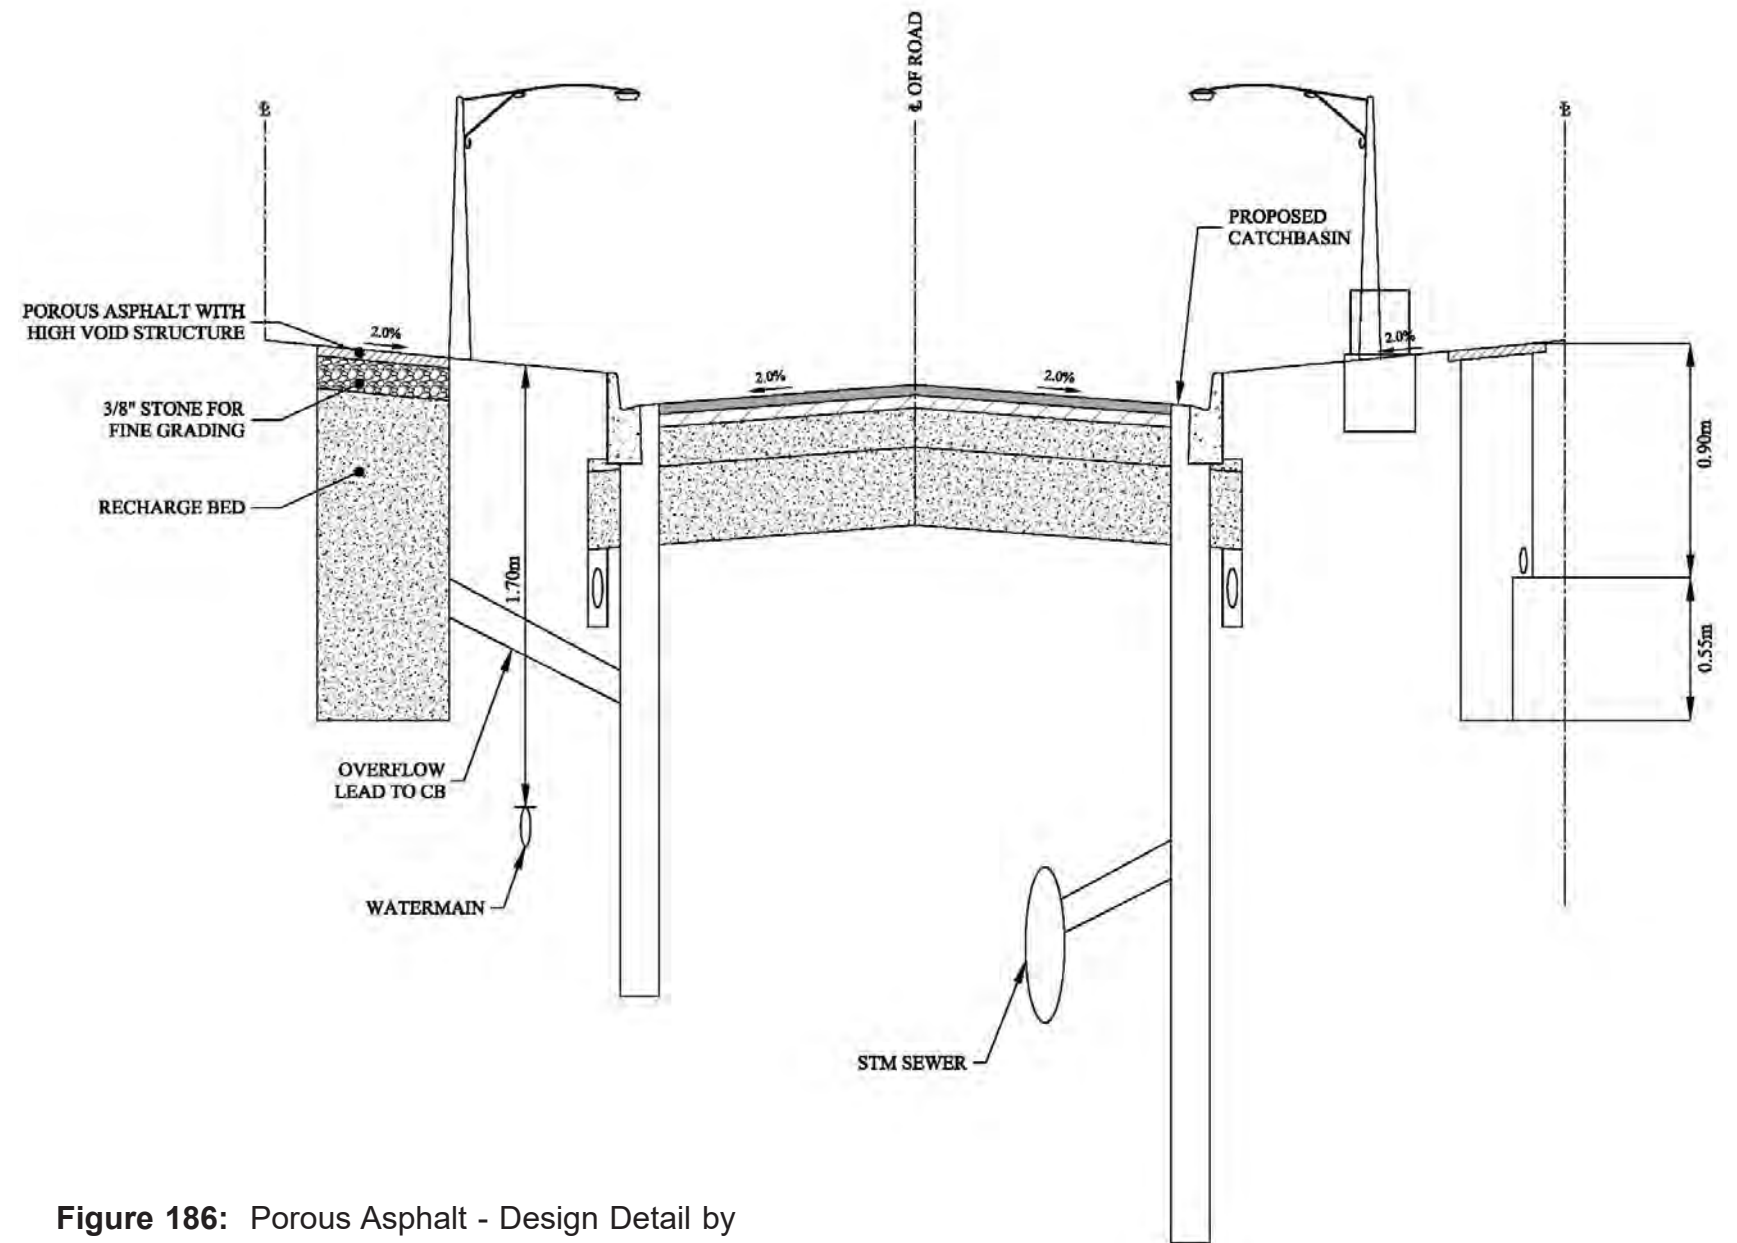 ℄ OF ROAD
PROPOSED
CATCHBASIN
POROUS ASPHALT WITH
HIGH VOID STRUCTURE
2.0%
2.0%
2.0%
2.0%
3/8" STONE FOR
FINE GRADING
RECHARGE BED
1.70m
0.90m
0.55m
OVERFLOW
LEAD TO CB
WATERMAIN
STM SEWER
Figure 186: Porous Asphalt - Design Detail by